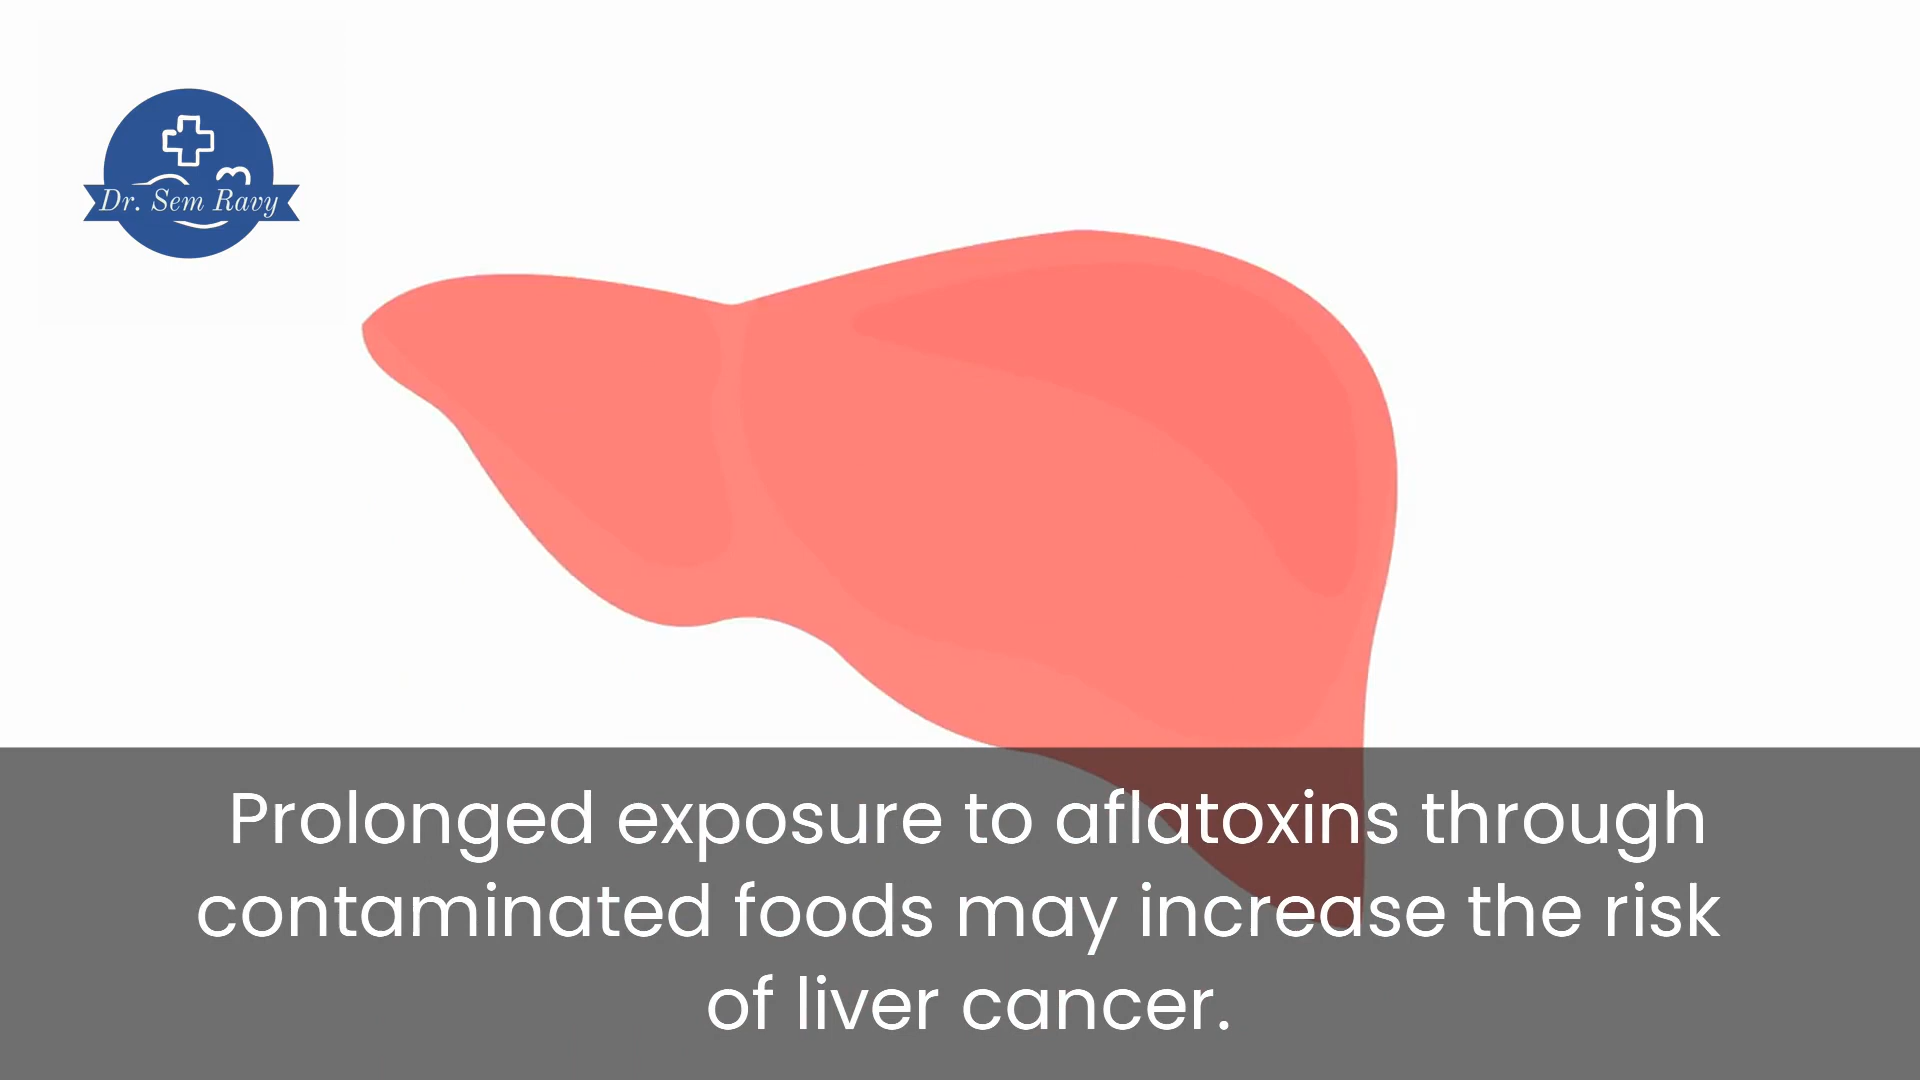 Dr. Sem Ravy
Prolonged exposure to aflatoxins through
contaminated foods may increase the risk
of liver cancer.